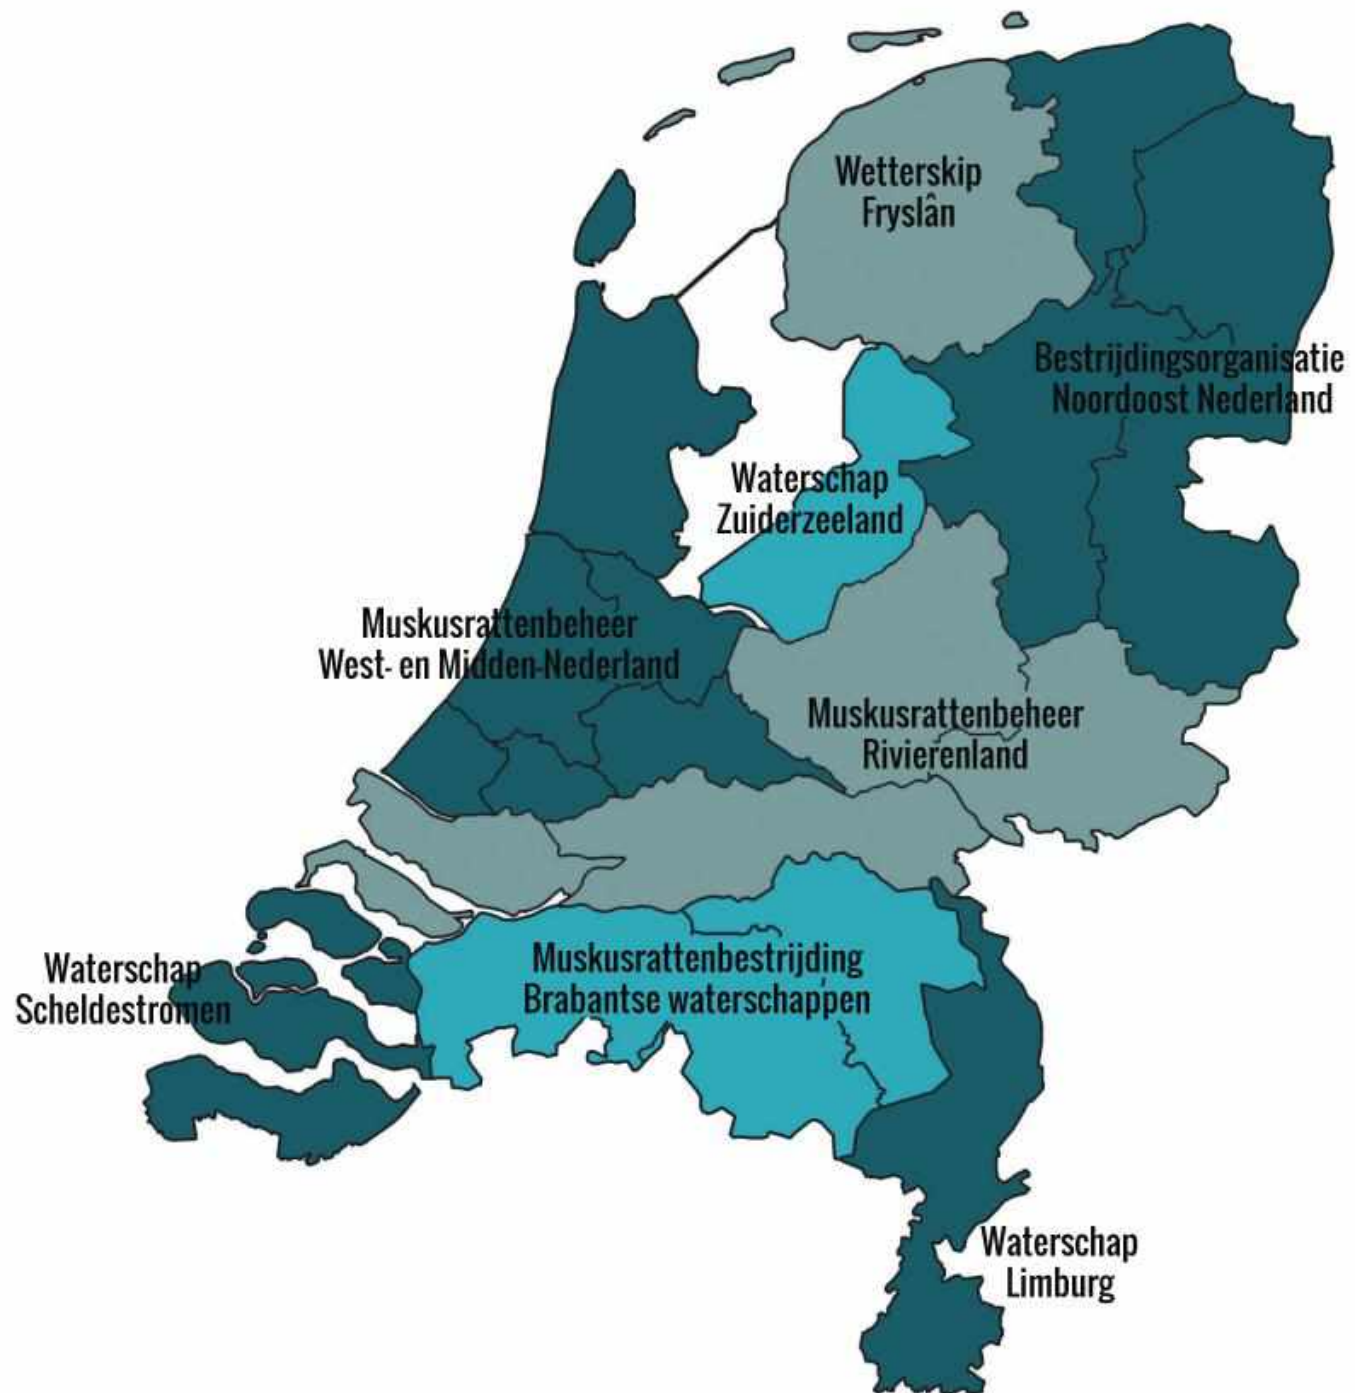 Wetterskip
Fryslân
Bestrijdingsorganisatie
Noordoost Nederland
Waterschap
Zuiderzeeland
Muskusrattenbeheer
West- en Midden-Nederland
Muskusrattenbeheer
Rivierenland
Waterschap
Scheldestromen
Muskusrattenbestrijding
Brabantse waterschappen
Waterschap
Limburg